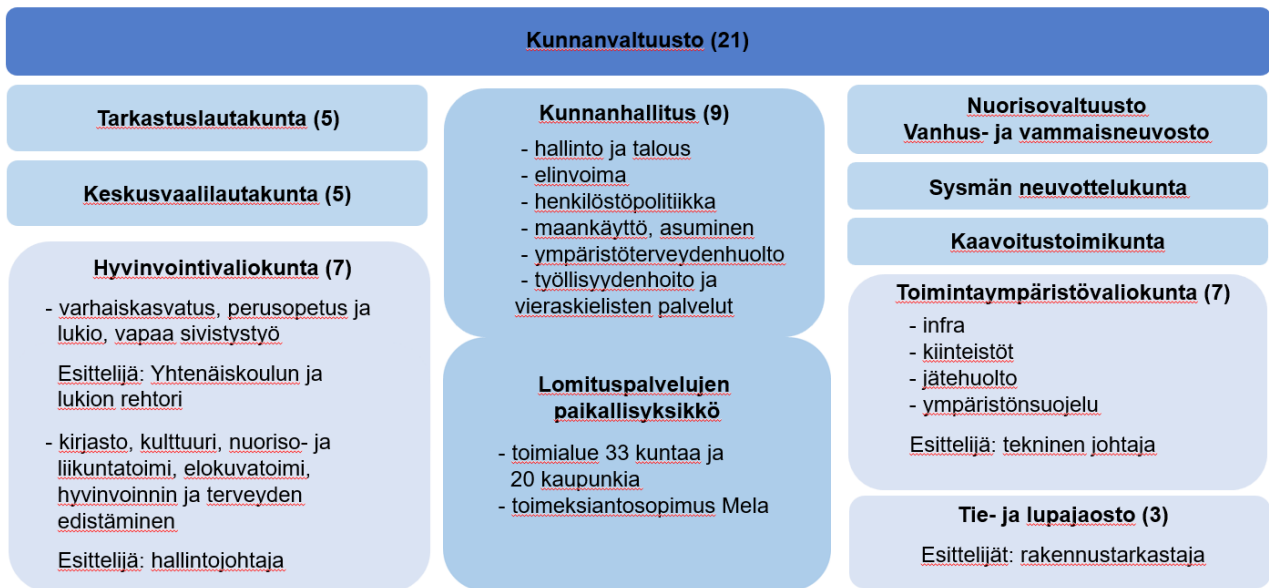 Kunnanvaltuusto (21)
Tarkastuslautakunta (5)
Keskusvaalilautakunta (5)
Hyvinvointivaliokunta (7)
- varhaiskasvatus, perusopetus ja
lukio, vapaa sivistystyö
Esittelijä: Yhtenäiskoulun ja
lukion rehtori
- kirjasto, kulttuuri, nuoriso- ja
liikuntatoimi, elokuvatoimi,
hyvinvoinnin ja terveyden
edistäminen
Esittelijä: hallintojohtaja
Kunnanhallitus (9)
- hallinto ja talous
- elinvoima
- henkilöstöpolitiikka
- maankäyttö, asuminen
- ympäristöterveydenhuolto
- työllisyydenhoito ja
vieraskielisten palvelut
Lomituspalvelujen
paikallisyksikkö
- toimialue 33 kuntaa ja
20 kaupunkia
- toimeksiantosopimus Mela
Nuorisovaltuusto
Vanhus- ja vammaisneuvosto
Sysmän neuvottelukunta
Kaavoitustoimikunta
Toimintaympäristövaliokunta (7)
- infra
- kiinteistöt
- jätehuolto
- ympäristönsuojelu
Esittelijä: tekninen johtaja
Tie- ja lupajaosto (3)
Esittelijät: rakennustarkastaja